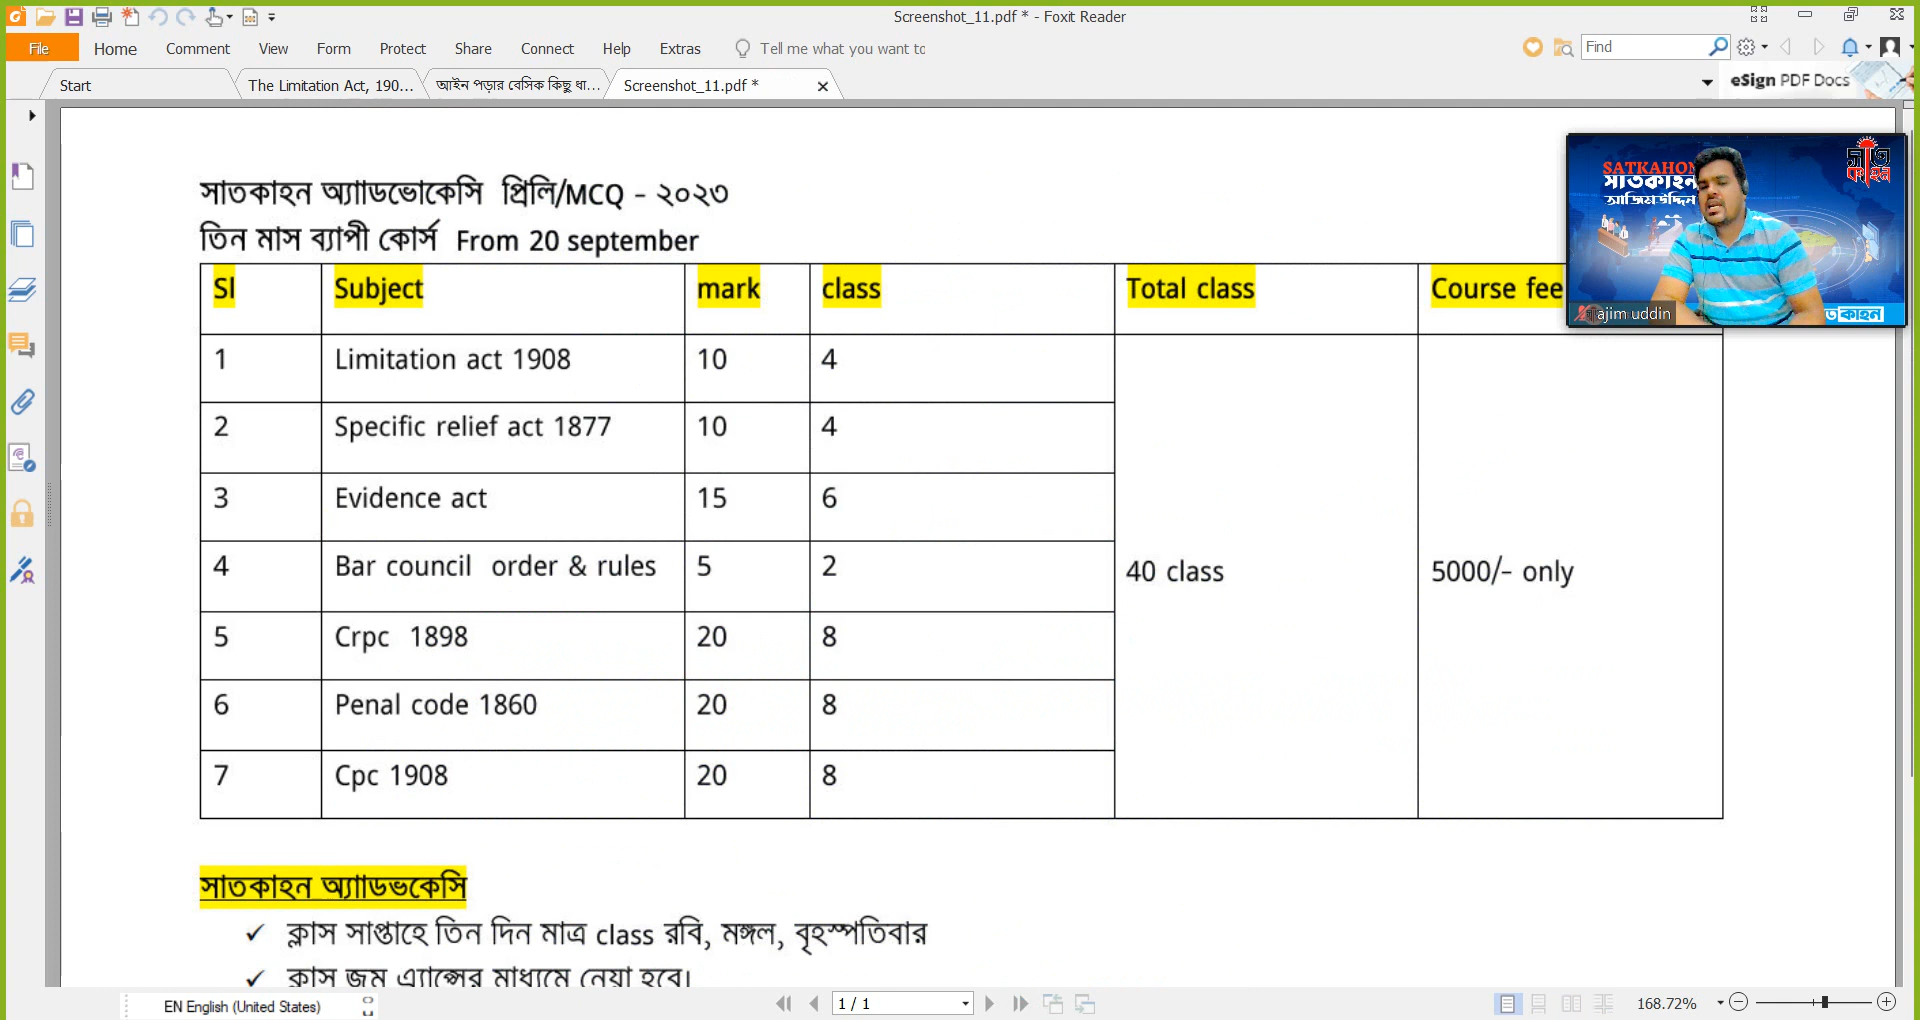 Screenshot_11.pdf * - Foxit Reader
File Home Comment View Form Protect Share Connect Help Extras Tell me what you want to Find
Start The Limitation Act, 190... আইন পড়ার বেসিক কিছু ধা... Screenshot_11.pdf * eSign PDF Docs
সাতকাহন অ্যাডভোকেসি প্রিলি/MCQ - ২০২৩
তিন মাস ব্যাপী কোর্স From 20 september
Sl Subject mark class Total class Course fee
1 Limitation act 1908 10 4
2 Specific relief act 1877 10 4
3 Evidence act 15 6
4 Bar council order & rules 5 2 40 class 5000/- only
5 Crpc 1898 20 8
6 Penal code 1860 20 8
7 Cpc 1908 20 8
SATKAHON
সাতকাহন
আজিম উদ্দিন
ajim uddin
কাহন
সাতকাহন অ্যাডভকেসি
✓ ক্লাস সাপ্তাহে তিন দিন মাত্র class রবি, মঙ্গল, বৃহস্পতিবার
✓ ক্লাস জুম এ্যাপ্সের মাধ্যমে নেয়া হবে।
EN English (United States) 1 / 1 168.72%